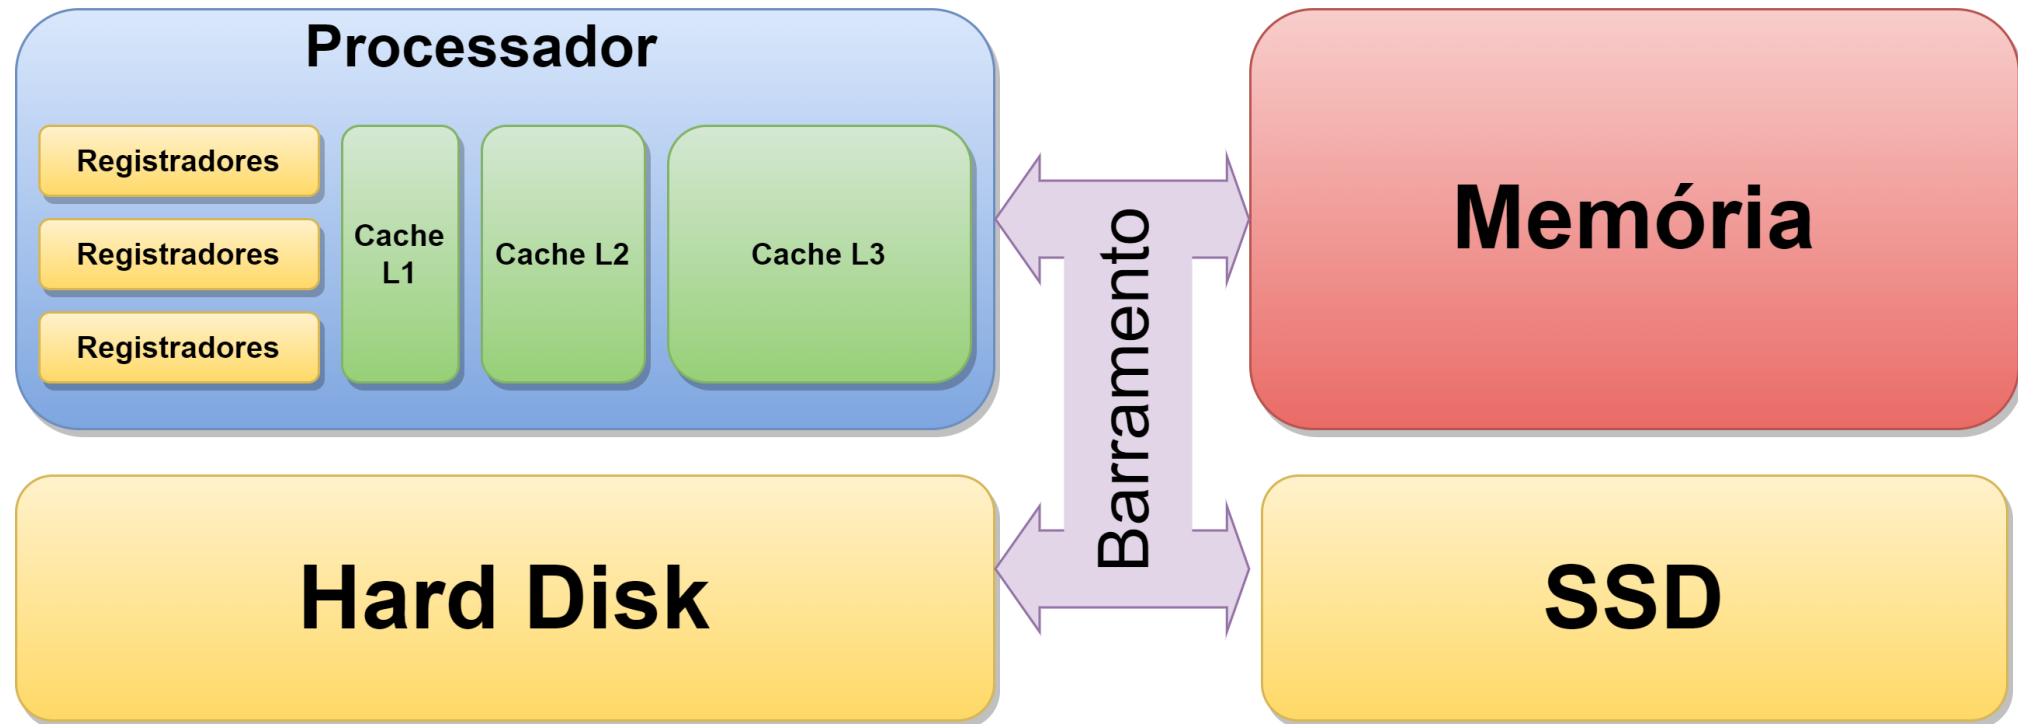 Processador
Registradores
Registradores
Registradores
Cache
L1
Cache L2
Cache L3
Barramento
Memória
Hard Disk
SSD